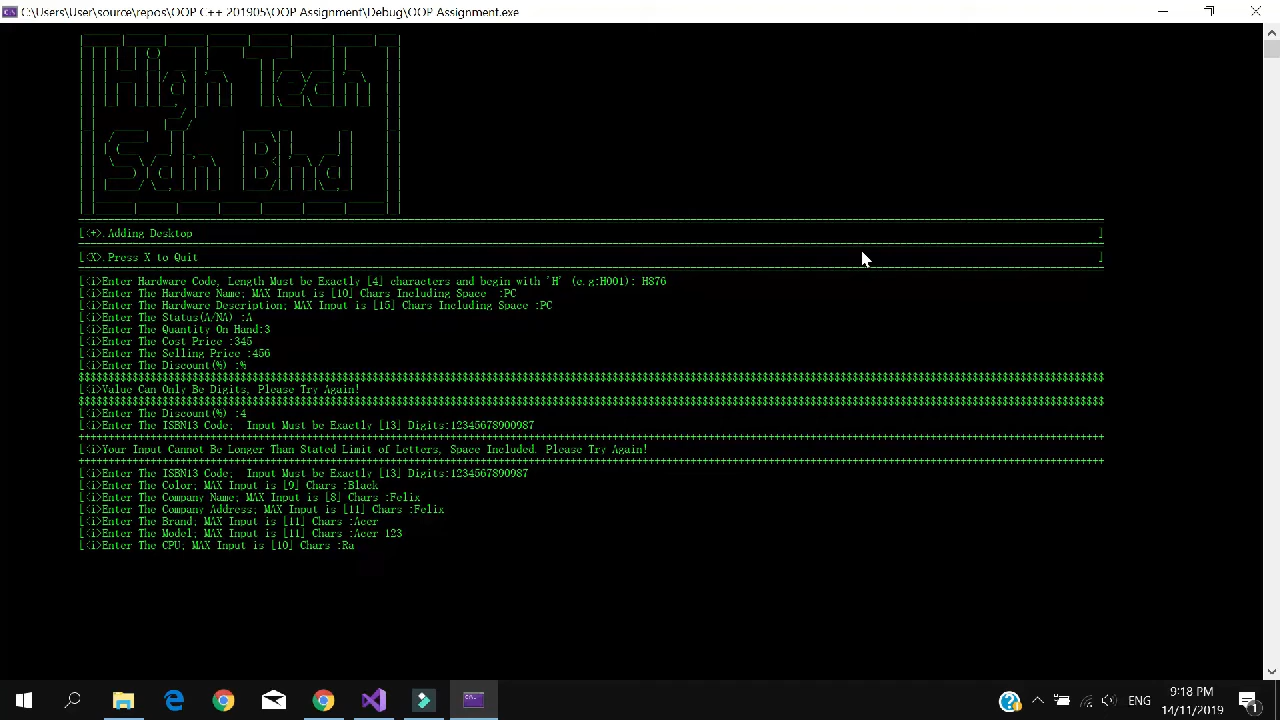 C:\Users\User\source\repos\OOP C++ 201905\OOP Assignment\Debug\OOP Assignment.exe
High Tech
Sdn Bhd
[<+>.Adding Desktop ]
[<X>.Press X to Quit ]
[<i>Enter Hardware Code, Length Must be Exactly [4] characters and begin with 'H' (e.g:H001): H876
[<i>Enter The Hardware Name; MAX Input is [10] Chars Including Space :PC
[<i>Enter The Hardware Description; MAX Input is [15] Chars Including Space :PC
[<i>Enter The Status(A/NA) :A
[<i>Enter The Quantity On Hand:3
[<i>Enter The Cost Price :345
[<i>Enter The Selling Price :456
[<i>Enter The Discount(%) :%
[<i>Value Can Only Be Digits, Please Try Again!
[<i>Enter The Discount(%) :4
[<i>Enter The ISBN13 Code; Input Must be Exactly [13] Digits:12345678900987
[<i>Your Input Cannot Be Longer Than Stated Limit of Letters, Space Included. Please Try Again!
[<i>Enter The ISBN13 Code; Input Must be Exactly [13] Digits:1234567890987
[<i>Enter The Color; MAX Input is [9] Chars :Black
[<i>Enter The Company Name; MAX Input is [8] Chars :Felix
[<i>Enter The Company Address; MAX Input is [11] Chars :Felix
[<i>Enter The Brand; MAX Input is [11] Chars :Acer
[<i>Enter The Model; MAX Input is [11] Chars :Acer 123
[<i>Enter The CPU; MAX Input is [10] Chars :Ra
ENG
9:18 PM
14/11/2019
1